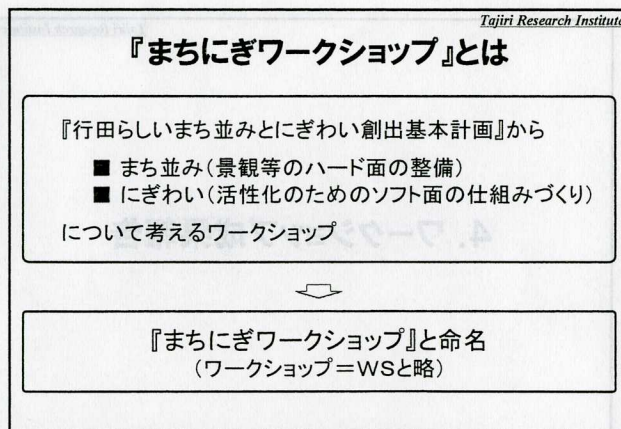 Tajiri Research Institute
『まちにぎワークショップ』とは
『行田らしいまち並みとにぎわい創出基本計画』から
■ まち並み(景観等のハード面の整備)
■ にぎわい(活性化のためのソフト面の仕組みづくり)
について考えるワークショップ
『まちにぎワークショップ』と命名
(ワークショップ=WSと略)